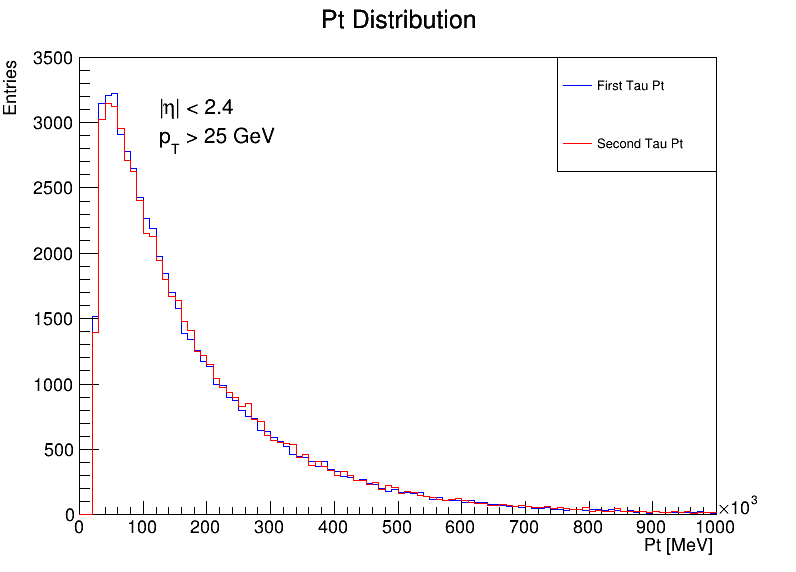 Pt Distribution
Entries
3500
3000
2500
2000
1500
1000
500
0
|η| < 2.4
p_T > 25 GeV
First Tau Pt
Second Tau Pt
0 100 200 300 400 500 600 700 800 900 1000
×10³
Pt [MeV]